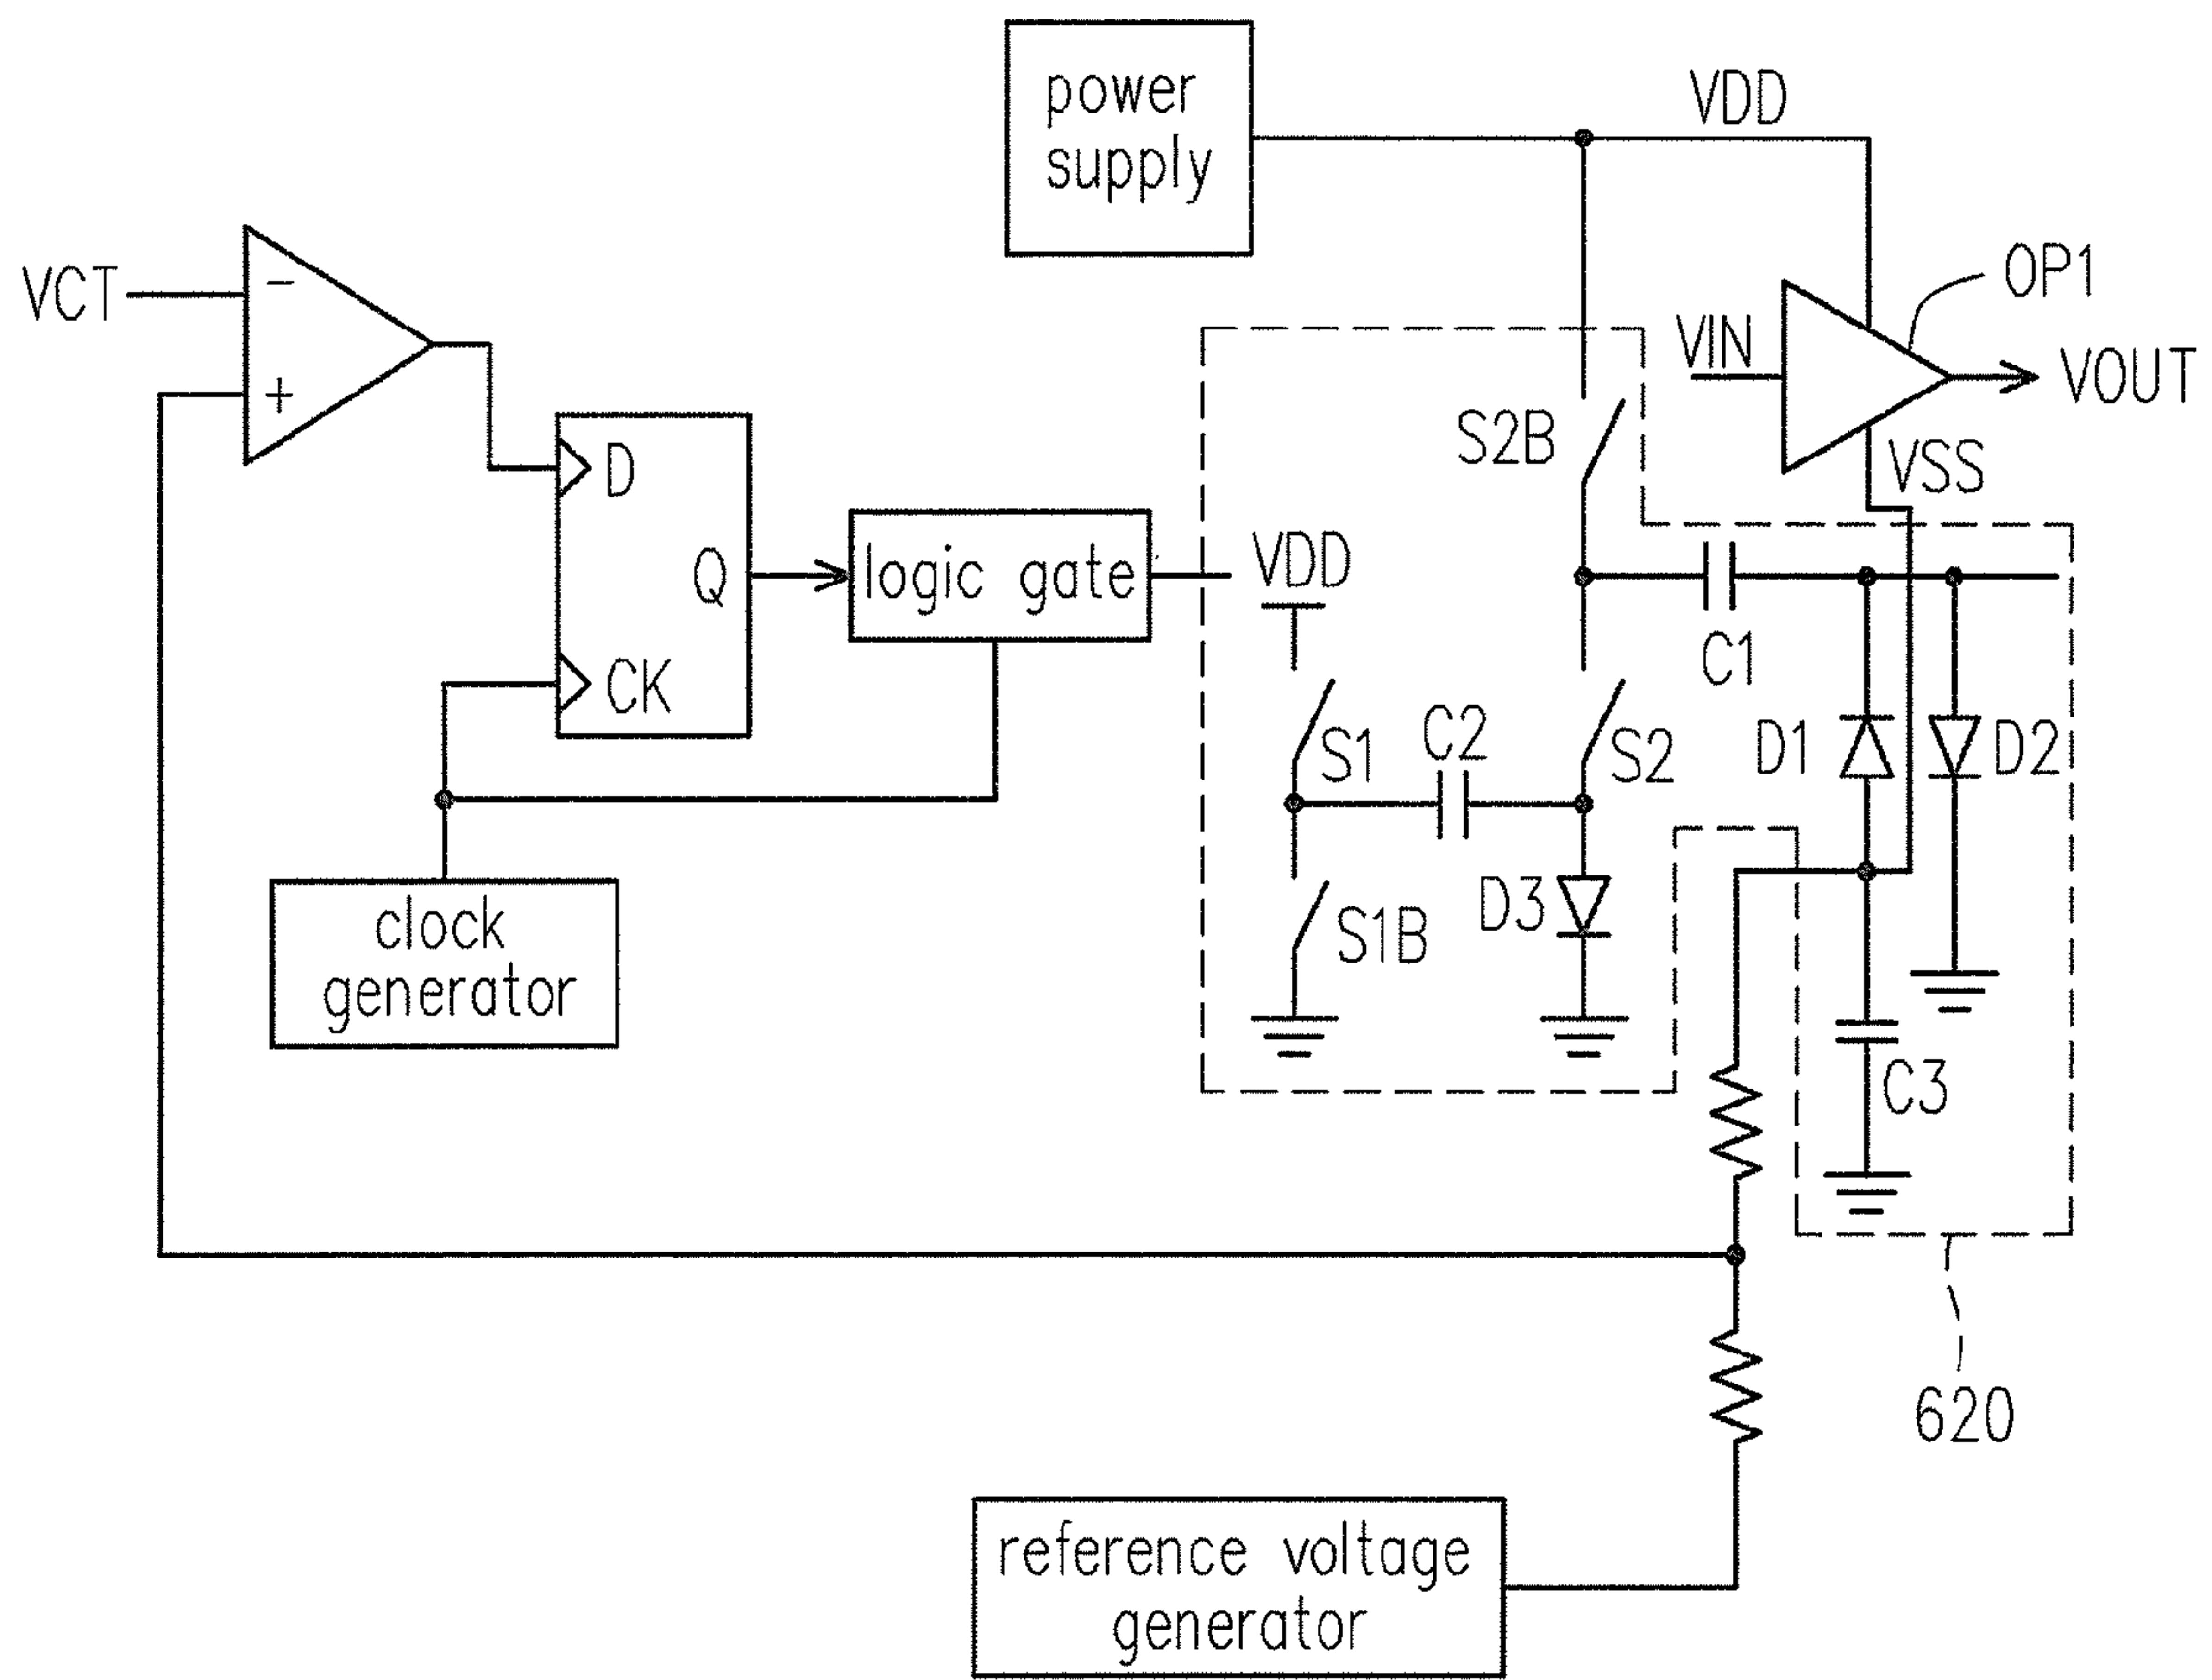 power
supply
VDD
VCT
−
+
OP1
VIN
VOUT
VSS
S2B
D
Q
CK
logic gate
VDD
C1
S1
C2
S2
D1
D2
S1B
D3
clock
generator
C3
620
reference voltage
generator